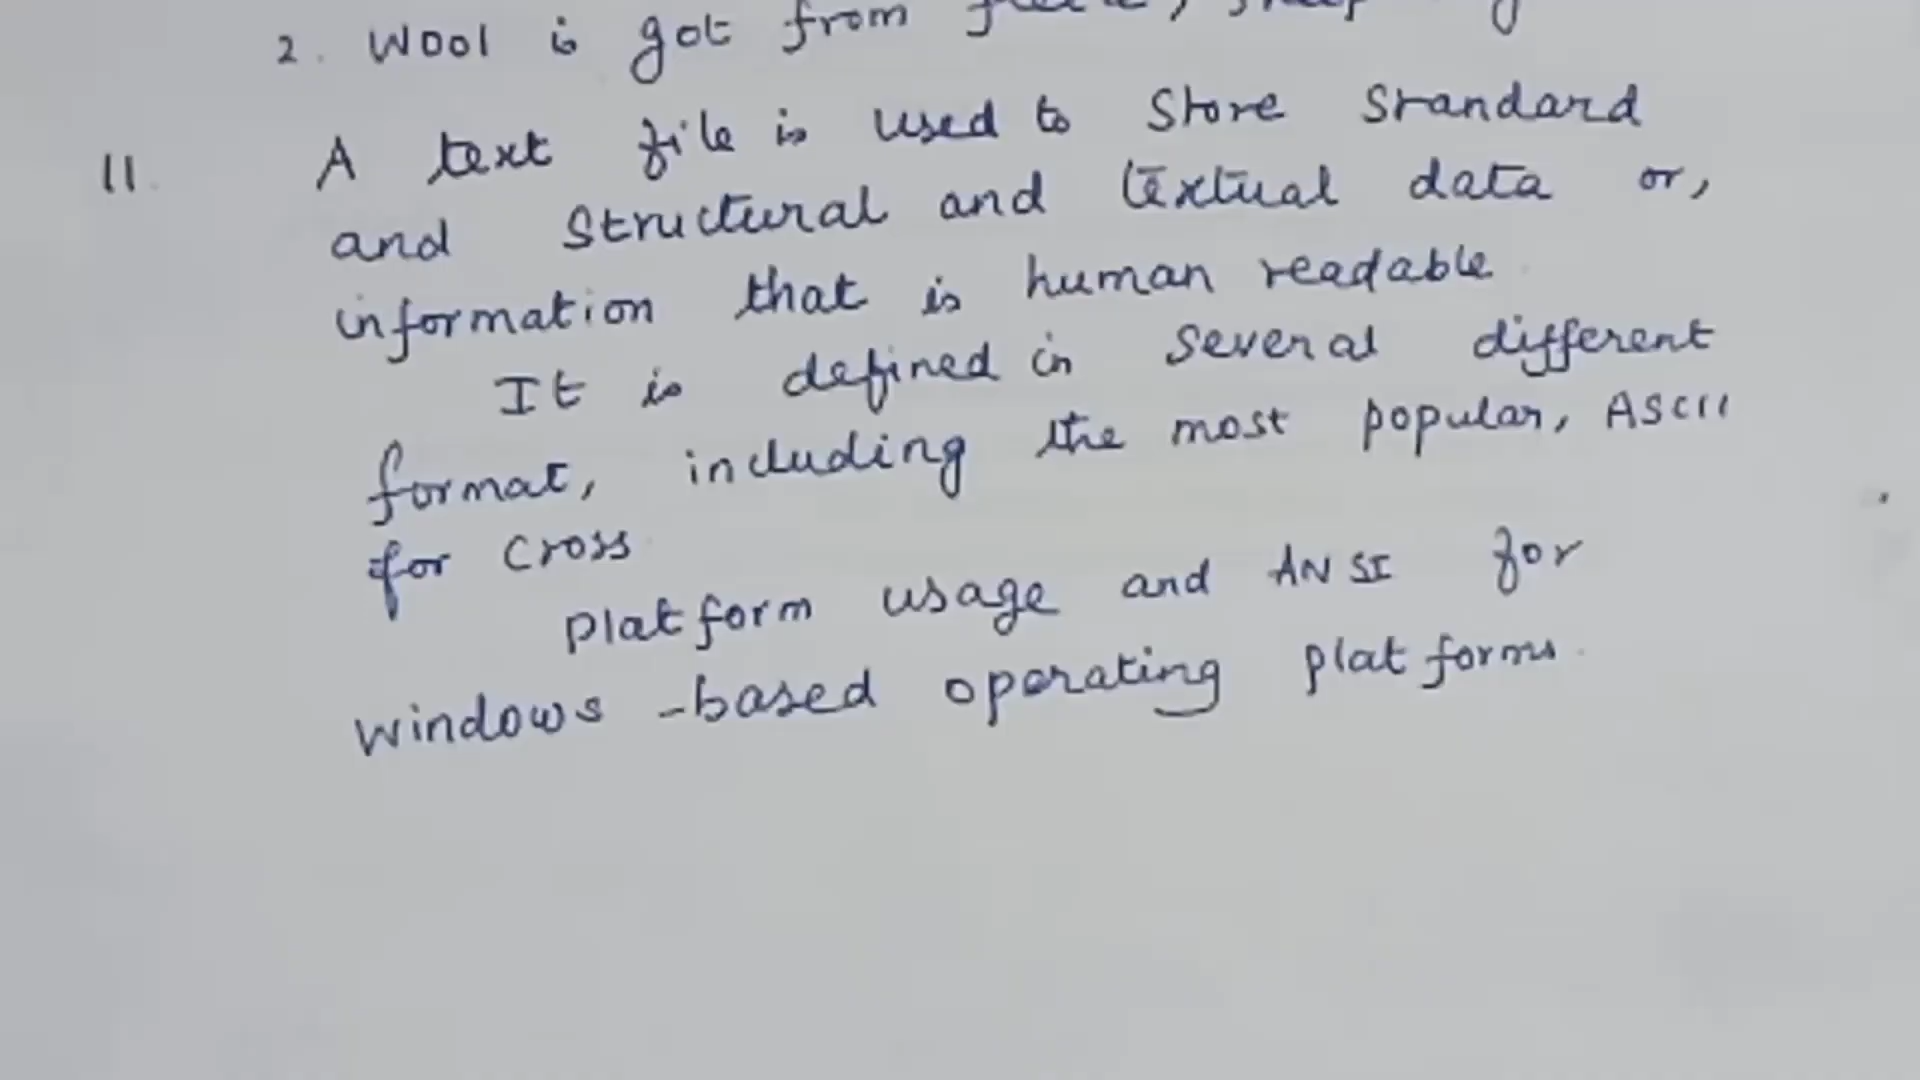 2. Wool is got from
11. A text file is used to Store Standard
and Structural and textual data or,
information that is human readable
It is defined in several different
format, including the most popular, ASCII
for cross
Platform usage and ANSI for
windows -based operating platforms.